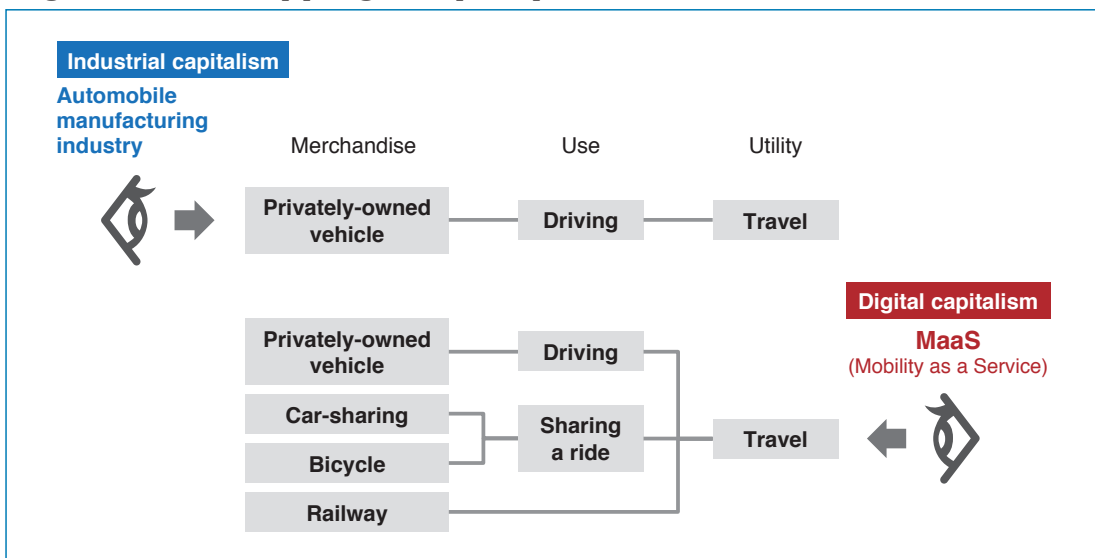 Industrial capitalism
Automobile
manufacturing
industry
Merchandise
Use
Utility
Privately-owned
vehicle
Driving
Travel
Digital capitalism
MaaS
(Mobility as a Service)
Privately-owned
vehicle
Driving
Car-sharing
Sharing
a ride
Travel
Bicycle
Railway